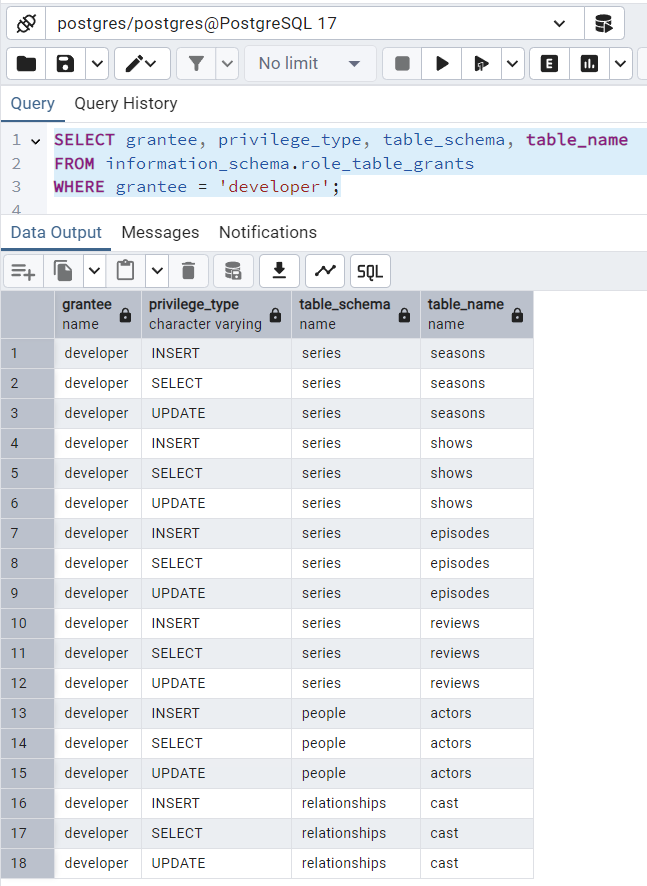 postgres/postgres@PostgreSQL 17
No limit
E
Query Query History
1 SELECT grantee, privilege_type, table_schema, table_name
2 FROM information_schema.role_table_grants
3 WHERE grantee = 'developer';
4
Data Output Messages Notifications
SQL
grantee privilege_type table_schema table_name
name character varying name name
1 developer INSERT series seasons
2 developer SELECT series seasons
3 developer UPDATE series seasons
4 developer INSERT series shows
5 developer SELECT series shows
6 developer UPDATE series shows
7 developer INSERT series episodes
8 developer SELECT series episodes
9 developer UPDATE series episodes
10 developer INSERT series reviews
11 developer SELECT series reviews
12 developer UPDATE series reviews
13 developer INSERT people actors
14 developer SELECT people actors
15 developer UPDATE people actors
16 developer INSERT relationships cast
17 developer SELECT relationships cast
18 developer UPDATE relationships cast